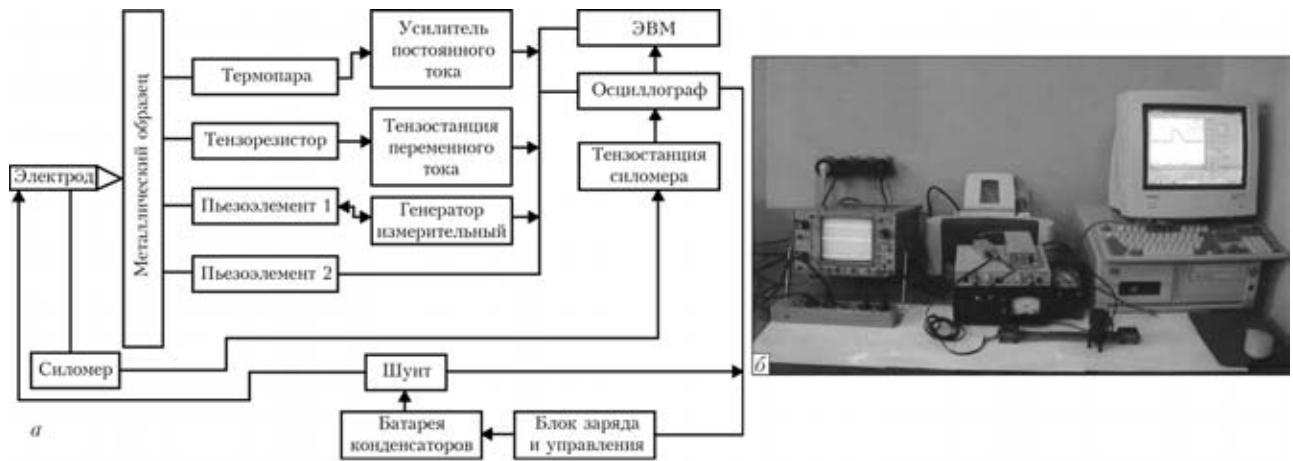 Электрод
Металлический образец
Термопара
Тензорезистор
Пьезоэлемент 1
Пьезоэлемент 2
Силомер
Усилитель
постоянного
тока
Тензостанция
переменного
тока
Генератор
измерительный
ЭВМ
Осциллограф
Тензостанция
силомера
Шунт
Батарея
конденсаторов
Блок заряда
и управления
а
б